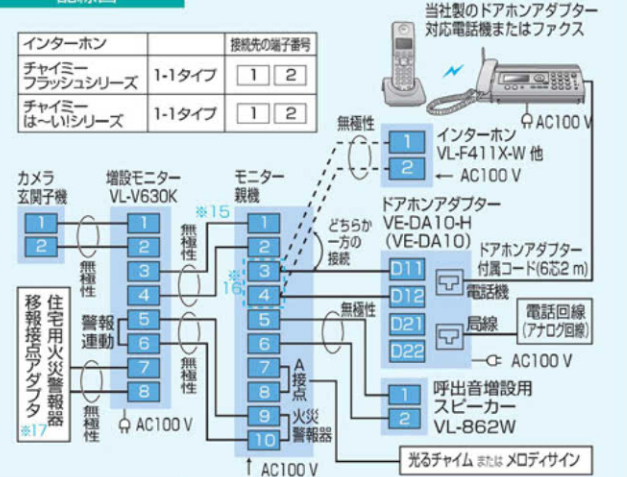 当社製のドアホンアダプター
対応電話機またはファクス
インターホン 接続先の端子番号
チャイミー
フラッシュシリーズ 1-1タイプ 1 2
チャイミー
は〜い!シリーズ 1-1タイプ 1 2
AC100 V
無極性
1
2
インターホン
VL-F411X-W 他
← AC100 V
カメラ
玄関子機
1
2
無極性
増設モニター
VL-V630K
1
2
3
4
5
6
7
8
警報
連動
AC100 V
※15
無極性
※16
無極性
モニター
親機
1
2
3
4
5
6
7
8
9
10
A接点
火災
警報器
↑ AC100 V
どちらか
一方の
接続
無極性
ドアホンアダプター
VE-DA10-H
(VE-DA10)
D11
D12
D21
D22
電話機
局線
ドアホンアダプター
付属コード(6芯2 m)
電話回線
(アナログ回線)
AC100 V
1
2
呼出音増設用
スピーカー
VL-862W
光るチャイム または メロディサイン
住宅用火災警報器
移報接点アダプタ
※17
無極性